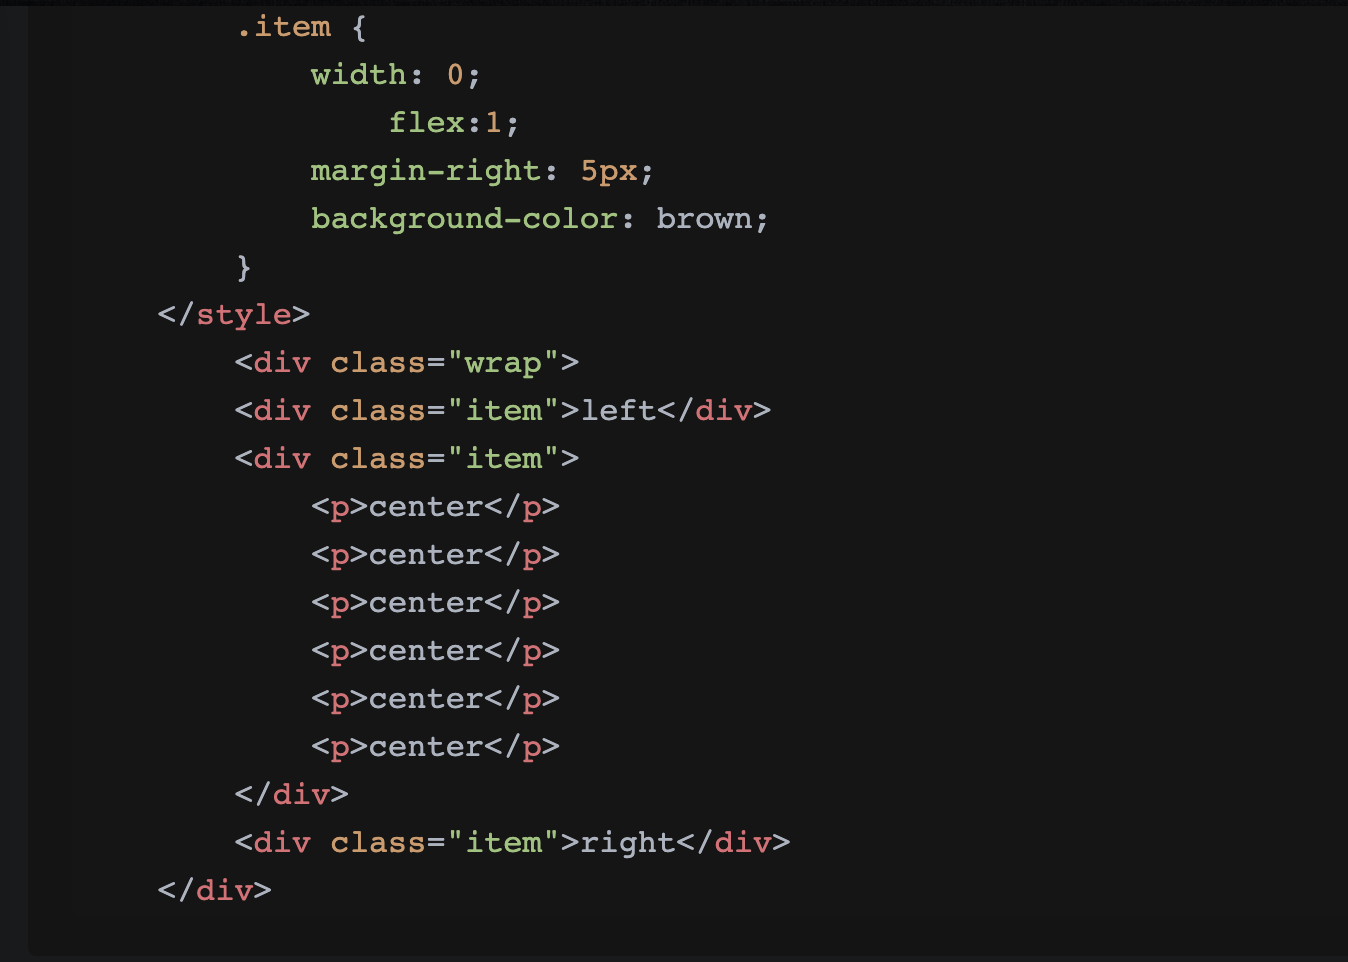 .item {
width: 0;
flex:1;
margin-right: 5px;
background-color: brown;
}
</style>
<div class="wrap">
<div class="item">left</div>
<div class="item">
<p>center</p>
<p>center</p>
<p>center</p>
<p>center</p>
<p>center</p>
<p>center</p>
</div>
<div class="item">right</div>
</div>